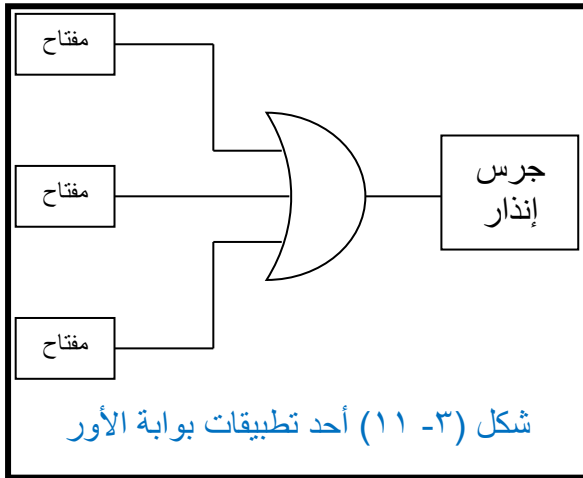 مفتاح
مفتاح
جرس
إنذار
مفتاح
شكل (٣- ١١) أحد تطبيقات بوابة الأور